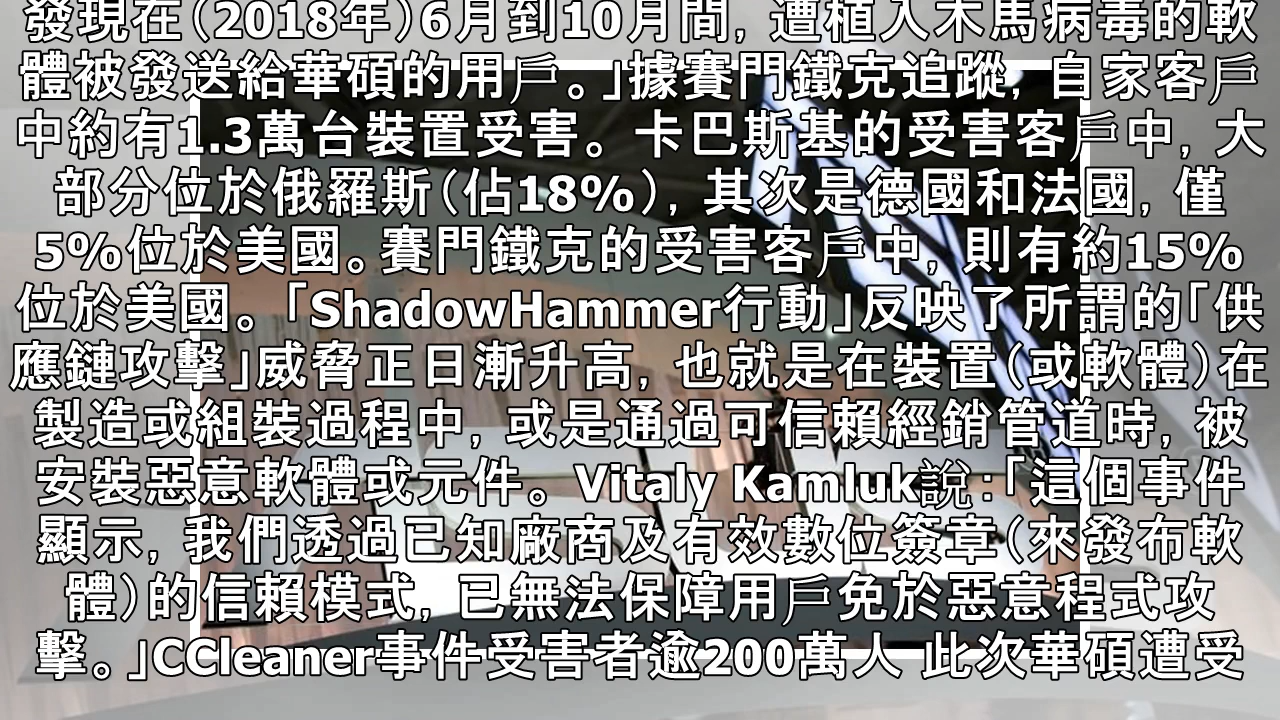 發現在（2018年）6月到10月間，遭植入木馬病毒的軟
體被發送給華碩的用戶。」據賽門鐵克追蹤，自家客戶
中約有1.3萬台裝置受害。卡巴斯基的受害客戶中，大
部分位於俄羅斯（佔18%），其次是德國和法國，僅
5%位於美國。賽門鐵克的受害客戶中，則有約15%
位於美國。「ShadowHammer行動」反映了所謂的「供
應鏈攻擊」威脅正日漸升高，也就是在裝置（或軟體）在
製造或組裝過程中，或是通過可信賴經銷管道時，被
安裝惡意軟體或元件。Vitaly Kamluk說：「這個事件
顯示，我們透過已知廠商及有效數位簽章（來發布軟
體）的信賴模式，已無法保障用戶免於惡意程式攻
擊。」CCleaner事件受害者逾200萬人 此次華碩遭受